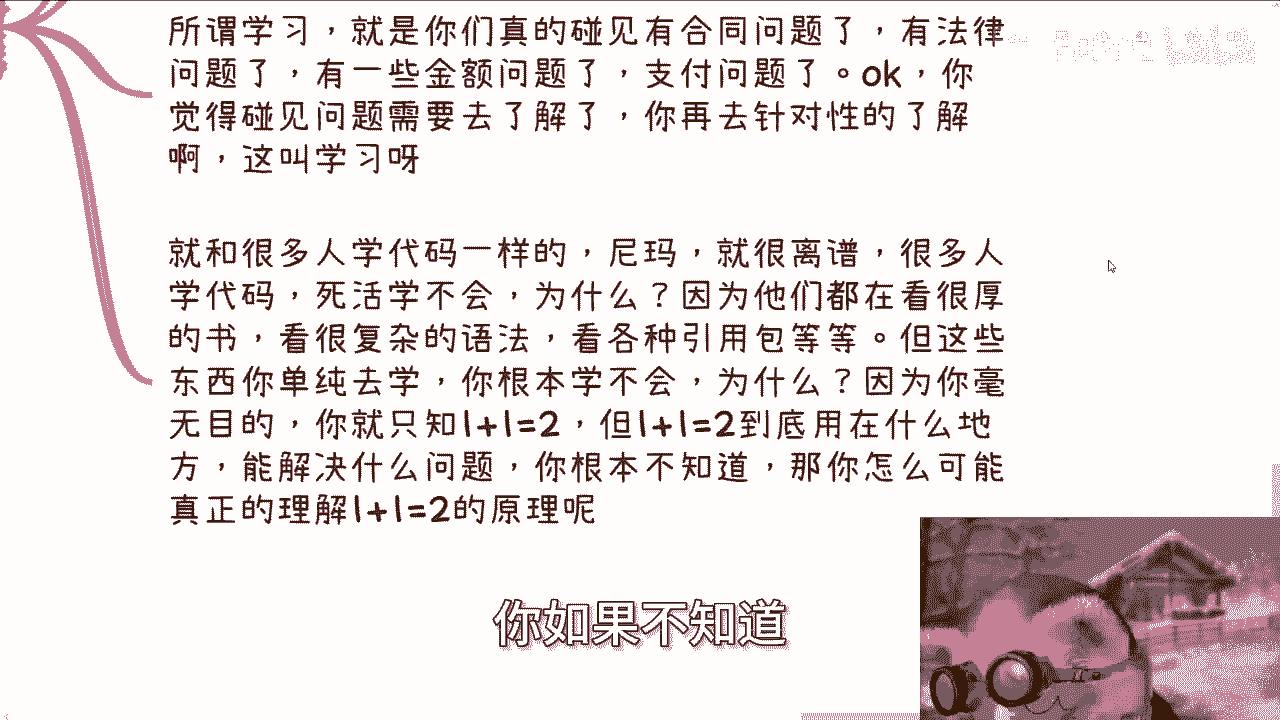 所谓学习，就是你们真的碰见有合同问题了，有法律
问题了，有一些金额问题了，支付问题了。ok，你
觉得碰见问题需要去了解了，你再去针对性的了解
啊，这叫学习呀
就和很多人学代码一样的，尼玛，就很离谱，很多人
学代码，死活学不会，为什么？因为他们都在看很厚
的书，看很复杂的语法，看各种引用包等等。但这些
东西你单纯去学，你根本学不会，为什么？因为你毫
无目的，你就只知1+1=2，但1+1=2到底用在什么地
方，能解决什么问题，你根本不知道，那你怎么可能
真正的理解1+1=2的原理呢
你如果不知道